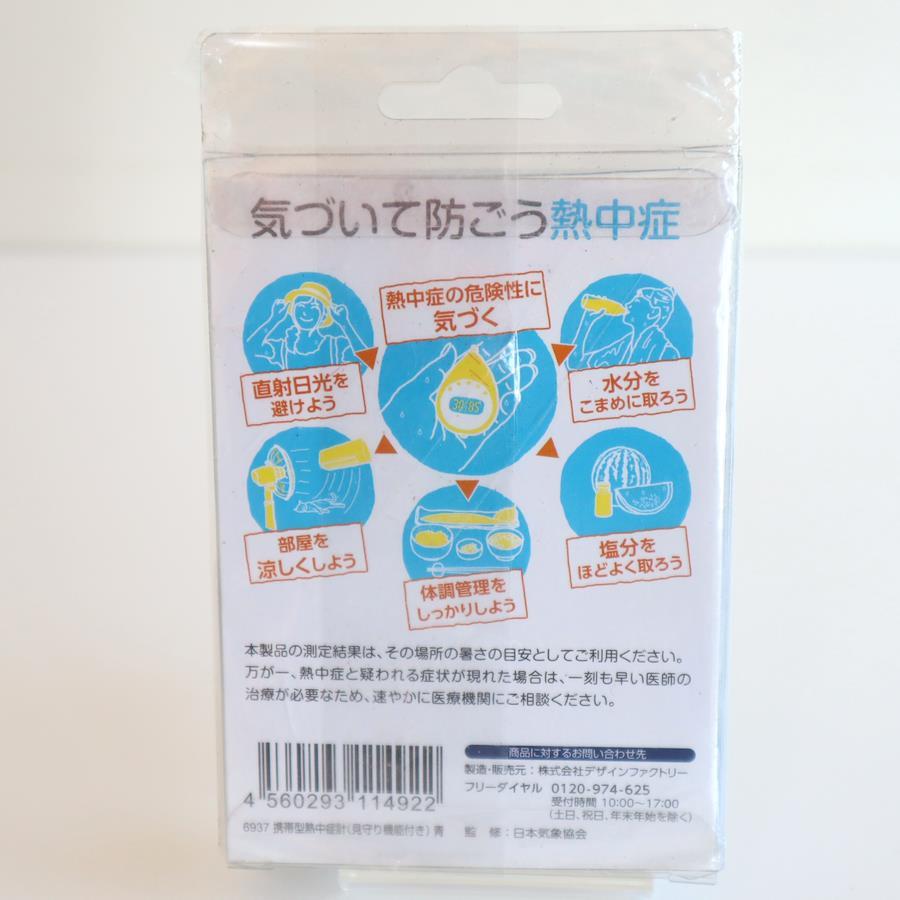 気づいて防ごう熱中症
熱中症の危険性に
気づく
直射日光を
避けよう
水分を
こまめに取ろう
部屋を
涼しくしよう
体調管理を
しっかりしよう
塩分を
ほどよく取ろう
本製品の測定結果は、その場所の暑さの目安としてご利用ください。
万が一、熱中症と疑われる症状が現れた場合は、一刻も早い医師の
治療が必要なため、速やかに医療機関にご相談ください。
商品に対するお問い合わせ先
製造・販売元:株式会社デザインファクトリー
フリーダイヤル 0120-974-625
受付時間 10:00~17:00
(土日、祝日、年末年始を除く)
監 修:日本気象協会
4 560293 114922
6937 携帯型熱中症計(見守り機能付き) 青